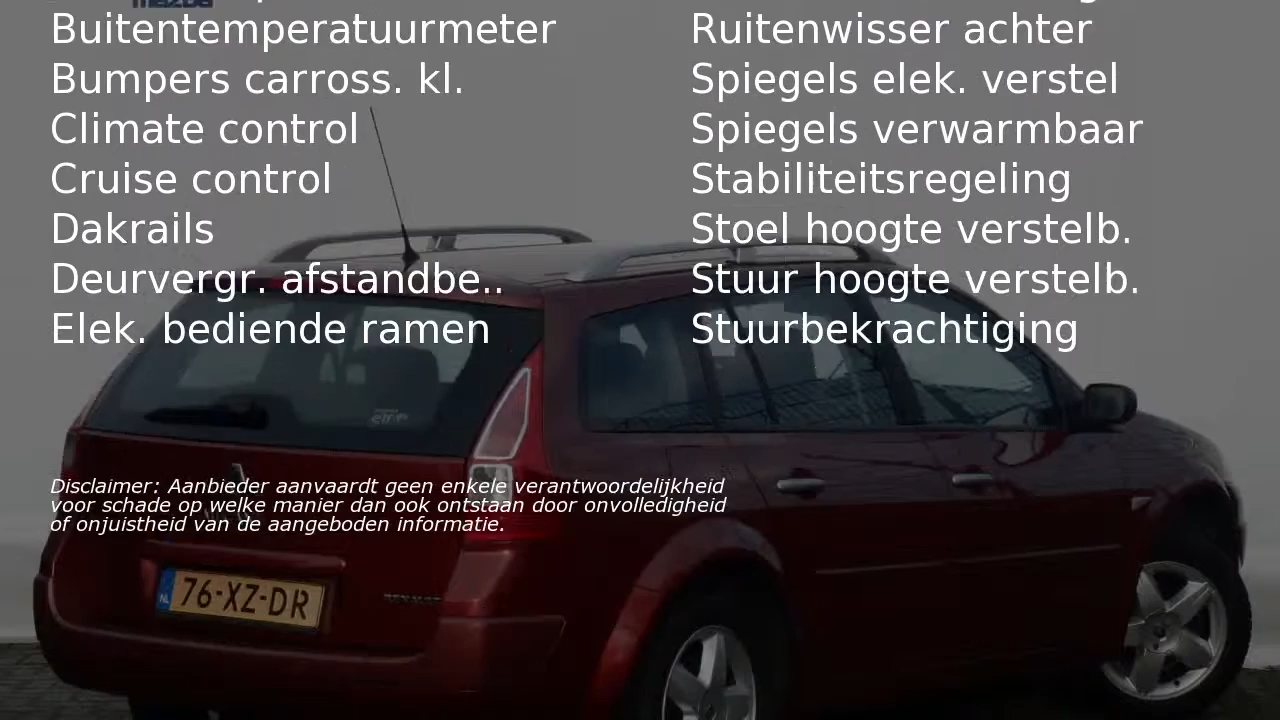 Buitentemperatuurmeter
Bumpers carross. kl.
Climate control
Cruise control
Dakrails
Deurvergr. afstandbe..
Elek. bediende ramen
Ruitenwisser achter
Spiegels elek. verstel
Spiegels verwarmbaar
Stabiliteitsregeling
Stoel hoogte verstelb.
Stuur hoogte verstelb.
Stuurbekrachtiging
Disclaimer: Aanbieder aanvaardt geen enkele verantwoordelijkheid
voor schade op welke manier dan ook ontstaan door onvolledigheid
of onjuistheid van de aangeboden informatie.
NL 76-XZ-DR